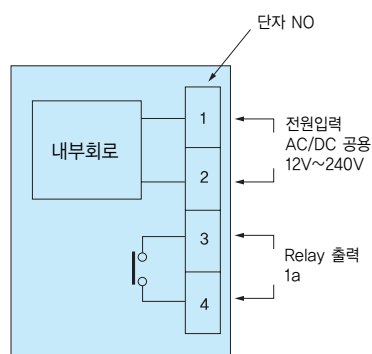 단자 NO
내부회로
1
2
3
4
전원입력
AC/DC 공용
12V~240V
Relay 출력
1a